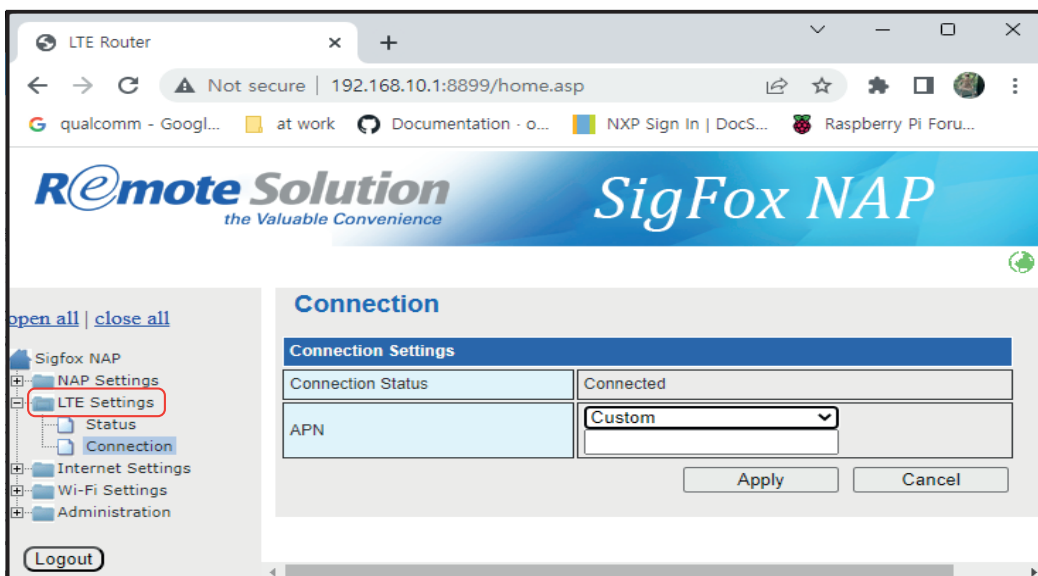 LTE Router
Not secure | 192.168.10.1:8899/home.asp
qualcomm - Googl... at work Documentation · o... NXP Sign In | DocS... Raspberry Pi Foru...
Remote Solution
the Valuable Convenience
SigFox NAP
open all | close all
Sigfox NAP
NAP Settings
LTE Settings
Status
Connection
Internet Settings
Wi-Fi Settings
Administration
Logout
Connection
Connection Settings
Connection Status Connected
APN Custom
Apply Cancel